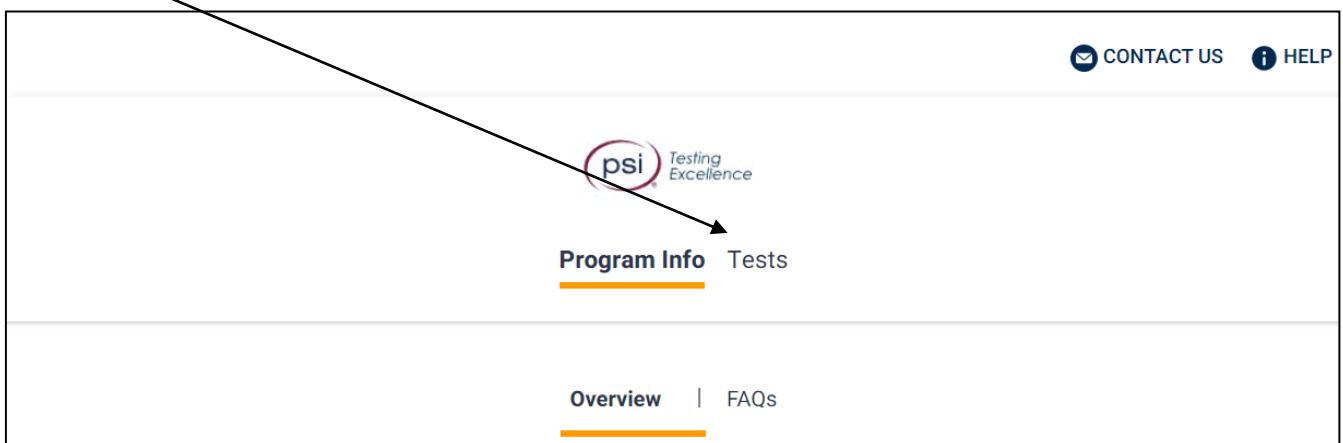 CONTACT US HELP
psi Testing
Excellence
Program Info Tests
Overview | FAQs